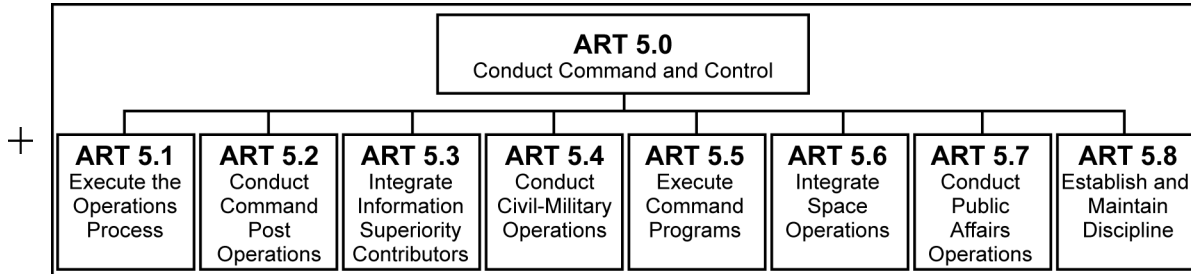 ART 5.0
Conduct Command and Control
+
ART 5.1
Execute the
Operations
Process
ART 5.2
Conduct
Command
Post
Operations
ART 5.3
Integrate
Information
Superiority
Contributors
ART 5.4
Conduct
Civil-Military
Operations
ART 5.5
Execute
Command
Programs
ART 5.6
Integrate
Space
Operations
ART 5.7
Conduct
Public
Affairs
Operations
ART 5.8
Establish and
Maintain
Discipline